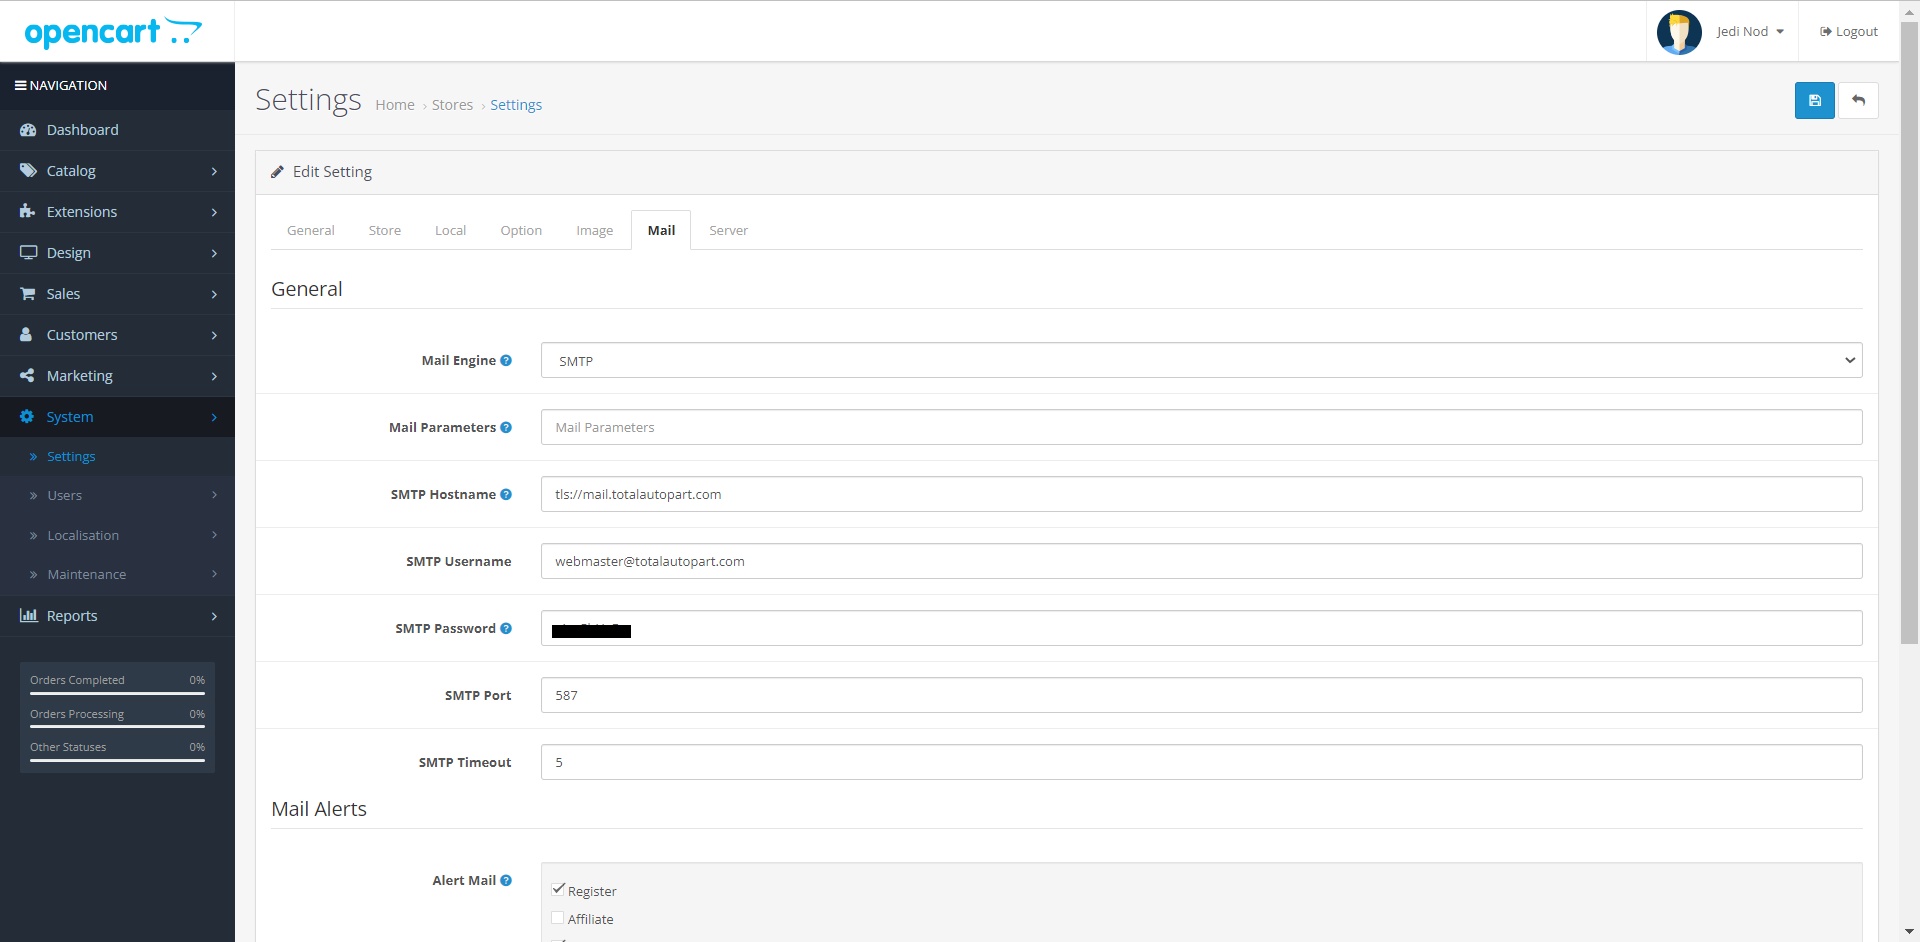 opencart
Jedi Nod
Logout
NAVIGATION
Dashboard
Catalog
Extensions
Design
Sales
Customers
Marketing
System
Settings
Users
Localisation
Maintenance
Reports
Orders Completed 0%
Orders Processing 0%
Other Statuses 0%
Settings Home › Stores › Settings
Edit Setting
General Store Local Option Image Mail Server
General
Mail Engine ? SMTP
Mail Parameters ? Mail Parameters
SMTP Hostname ? tls://mail.totalautopart.com
SMTP Username webmaster@totalautopart.com
SMTP Password ?
SMTP Port 587
SMTP Timeout 5
Mail Alerts
Alert Mail ? Register
Affiliate